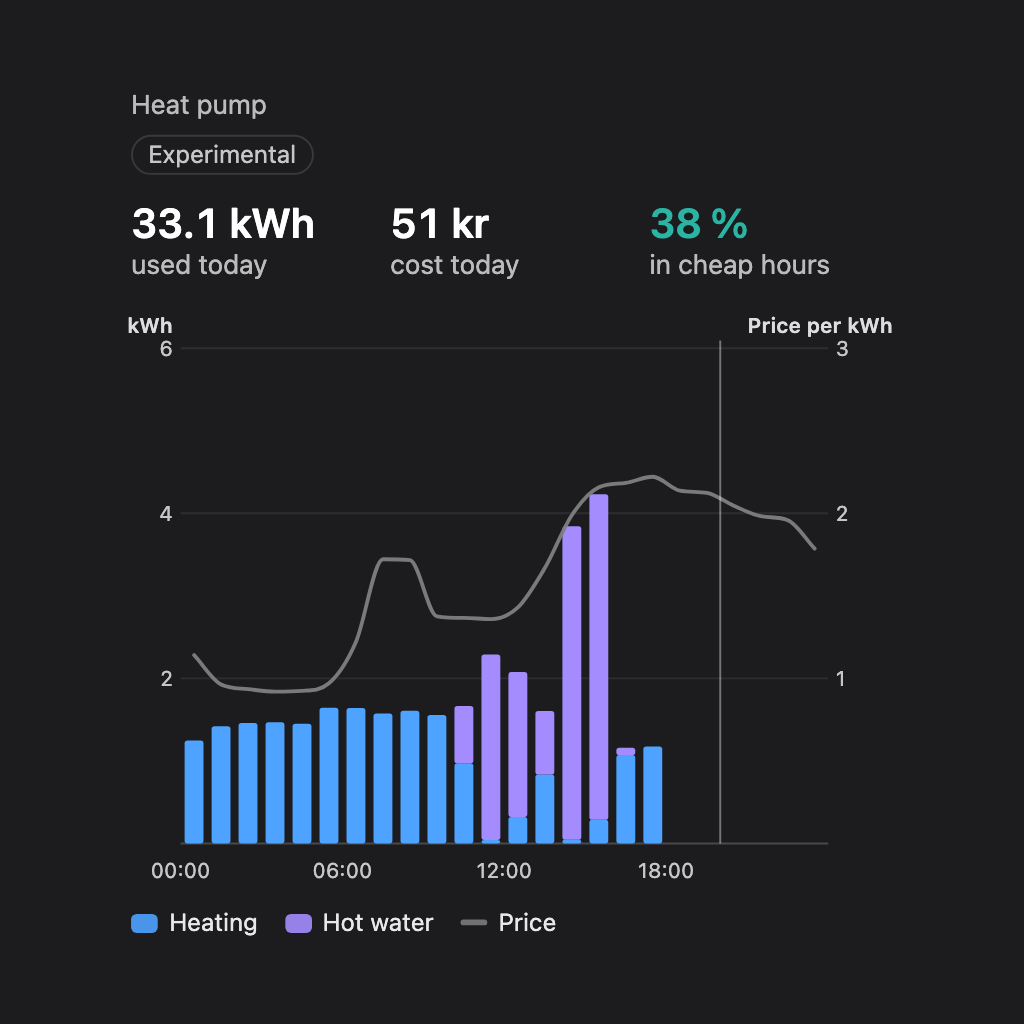 Heat pump
Experimental
33.1 kWh 51 kr 38 %
used today cost today in cheap hours
kWh Price per kWh
6 3
4 2
2 1
00:00 06:00 12:00 18:00
Heating Hot water Price